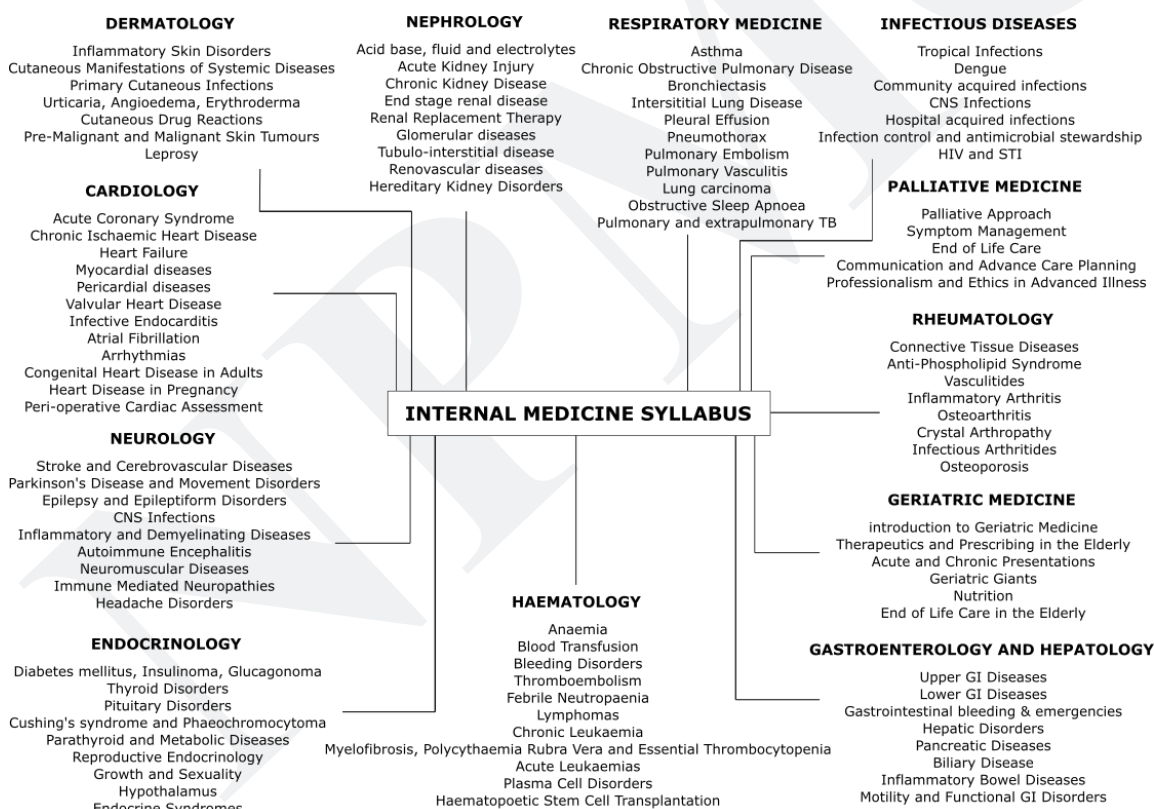 DERMATOLOGY
Inflammatory Skin Disorders
Cutaneous Manifestations of Systemic Diseases
Primary Cutaneous Infections
Urticaria, Angioedema, Erythroderma
Cutaneous Drug Reactions
Pre-Malignant and Malignant Skin Tumours
Leprosy
NEPHROLOGY
Acid base, fluid and electrolytes
Acute Kidney Injury
Chronic Kidney Disease
End stage renal disease
Renal Replacement Therapy
Glomerular diseases
Tubulo-interstitial disease
Renovascular diseases
Hereditary Kidney Disorders
RESPIRATORY MEDICINE
Asthma
Chronic Obstructive Pulmonary Disease
Bronchiectasis
Intersititial Lung Disease
Pleural Effusion
Pneumothorax
Pulmonary Embolism
Pulmonary Vasculitis
Lung carcinoma
Obstructive Sleep Apnoea
Pulmonary and extrapulmonary TB
INFECTIOUS DISEASES
Tropical Infections
Dengue
Community acquired infections
CNS Infections
Hospital acquired infections
Infection control and antimicrobial stewardship
HIV and STI
CARDIOLOGY
Acute Coronary Syndrome
Chronic Ischaemic Heart Disease
Heart Failure
Myocardial diseases
Pericardial diseases
Valvular Heart Disease
Infective Endocarditis
Atrial Fibrillation
Arrhythmias
Congenital Heart Disease in Adults
Heart Disease in Pregnancy
Peri-operative Cardiac Assessment
PALLIATIVE MEDICINE
Palliative Approach
Symptom Management
End of Life Care
Communication and Advance Care Planning
Professionalism and Ethics in Advanced Illness
RHEUMATOLOGY
Connective Tissue Diseases
Anti-Phospholipid Syndrome
Vasculitides
Inflammatory Arthritis
Osteoarthritis
Crystal Arthropathy
Infectious Arthritides
Osteoporosis
INTERNAL MEDICINE SYLLABUS
NEUROLOGY
Stroke and Cerebrovascular Diseases
Parkinson's Disease and Movement Disorders
Epilepsy and Epileptiform Disorders
CNS Infections
Inflammatory and Demyelinating Diseases
Autoimmune Encephalitis
Neuromuscular Diseases
Immune Mediated Neuropathies
Headache Disorders
GERIATRIC MEDICINE
introduction to Geriatric Medicine
Therapeutics and Prescribing in the Elderly
Acute and Chronic Presentations
Geriatric Giants
Nutrition
End of Life Care in the Elderly
HAEMATOLOGY
Anaemia
Blood Transfusion
Bleeding Disorders
Thromboembolism
Febrile Neutropaenia
Lymphomas
Chronic Leukaemia
Myelofibrosis, Polycythaemia Rubra Vera and Essential Thrombocytopenia
Acute Leukaemias
Plasma Cell Disorders
Haematopoetic Stem Cell Transplantation
ENDOCRINOLOGY
Diabetes mellitus, Insulinoma, Glucagonoma
Thyroid Disorders
Pituitary Disorders
Cushing's syndrome and Phaeochromocytoma
Parathyroid and Metabolic Diseases
Reproductive Endocrinology
Growth and Sexuality
Hypothalamus
Endocrine Syndromes
GASTROENTEROLOGY AND HEPATOLOGY
Upper GI Diseases
Lower GI Diseases
Gastrointestinal bleeding & emergencies
Hepatic Disorders
Pancreatic Diseases
Biliary Disease
Inflammatory Bowel Diseases
Motility and Functional GI Disorders